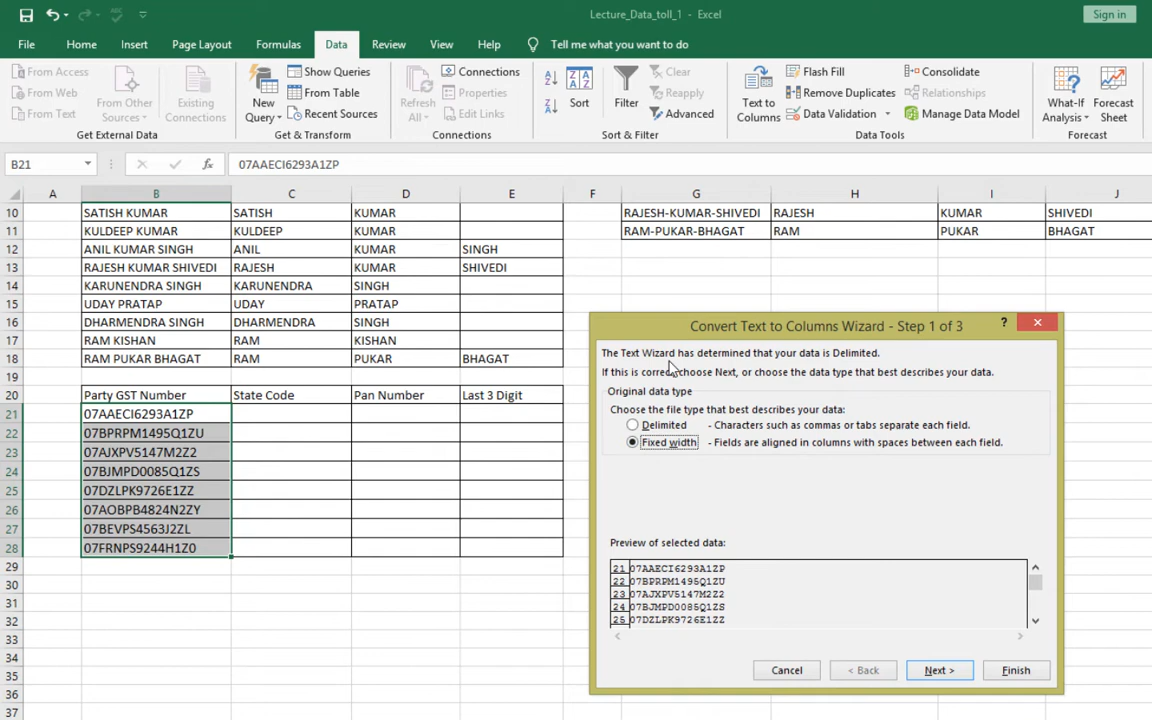 Lecture_Data_toll_1 - Excel
Sign in
File Home Insert Page Layout Formulas Data Review View Help Tell me what you want to do
From Access
From Web
From Text
From Other Sources
Existing Connections
Get External Data
New Query
Show Queries
From Table
Recent Sources
Get & Transform
Refresh All
Connections
Properties
Edit Links
Connections
Sort
Filter
Clear
Reapply
Advanced
Sort & Filter
Text to Columns
Flash Fill
Remove Duplicates
Data Validation
Consolidate
Relationships
Manage Data Model
Data Tools
What-If Analysis
Forecast Sheet
Forecast
B21 fx 07AAECI6293A1ZP
A B C D E F G H I J
10 SATISH KUMAR SATISH KUMAR RAJESH-KUMAR-SHIVEDI RAJESH KUMAR SHIVEDI
11 KULDEEP KUMAR KULDEEP KUMAR RAM-PUKAR-BHAGAT RAM PUKAR BHAGAT
12 ANIL KUMAR SINGH ANIL KUMAR SINGH
13 RAJESH KUMAR SHIVEDI RAJESH KUMAR SHIVEDI
14 KARUNENDRA SINGH KARUNENDRA SINGH
15 UDAY PRATAP UDAY PRATAP
16 DHARMENDRA SINGH DHARMENDRA SINGH
17 RAM KISHAN RAM KISHAN
18 RAM PUKAR BHAGAT RAM PUKAR BHAGAT
19
20 Party GST Number State Code Pan Number Last 3 Digit
21 07AAECI6293A1ZP
22 07BPRPM1495Q1ZU
23 07AJXPV5147M2Z2
24 07BJMPD0085Q1ZS
25 07DZLPK9726E1ZZ
26 07AOBPB4824N2ZY
27 07BEVPS4563J2ZL
28 07FRNPS9244H1Z0
29
30
31
32
33
34
35
36
37
Convert Text to Columns Wizard - Step 1 of 3
The Text Wizard has determined that your data is Delimited.
If this is correct, choose Next, or choose the data type that best describes your data.
Original data type
Choose the file type that best describes your data:
Delimited - Characters such as commas or tabs separate each field.
Fixed width - Fields are aligned in columns with spaces between each field.
Preview of selected data:
21 07AAECI6293A1ZP
22 07BPRPM1495Q1ZU
23 07AJXPV5147M2Z2
24 07BJMPD0085Q1ZS
25 07DZLPK9726E1ZZ
Cancel < Back Next > Finish